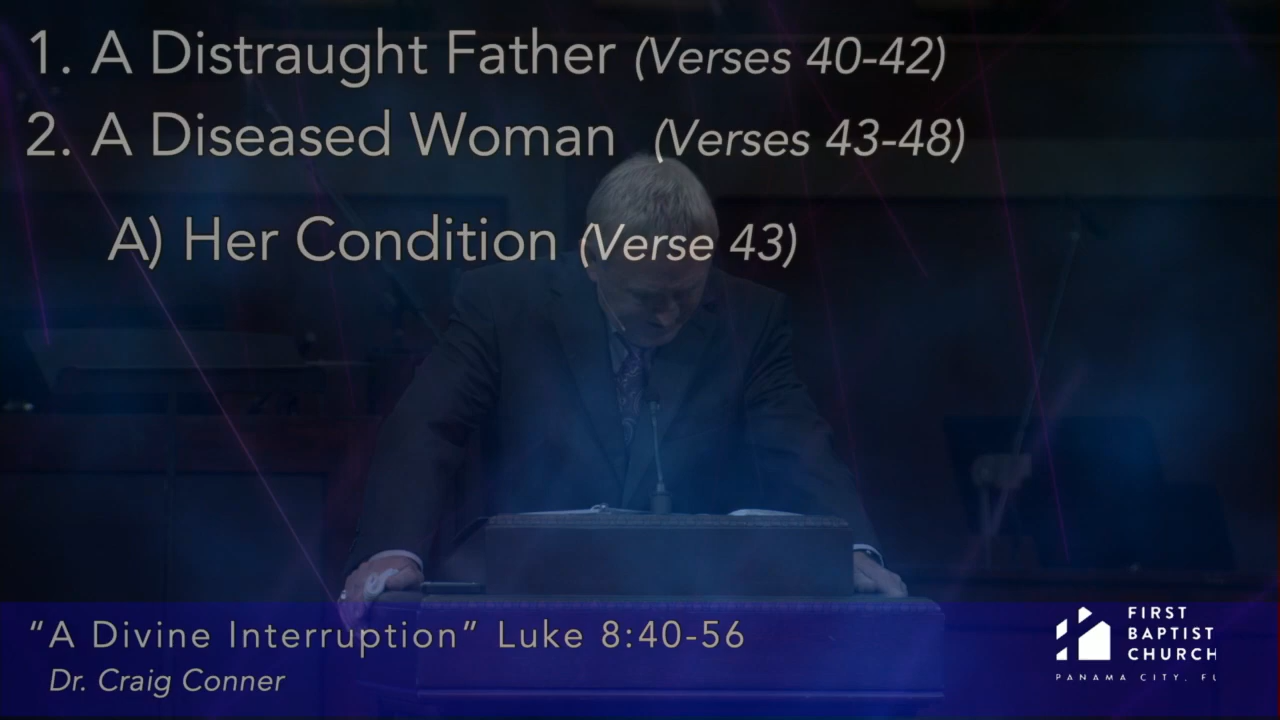 1. A Distraught Father (Verses 40-42)
2. A Diseased Woman (Verses 43-48)
A) Her Condition (Verse 43)
“A Divine Interruption” Luke 8:40-56
Dr. Craig Conner
FIRST
BAPTIST
CHURCH
PANAMA CITY, FL